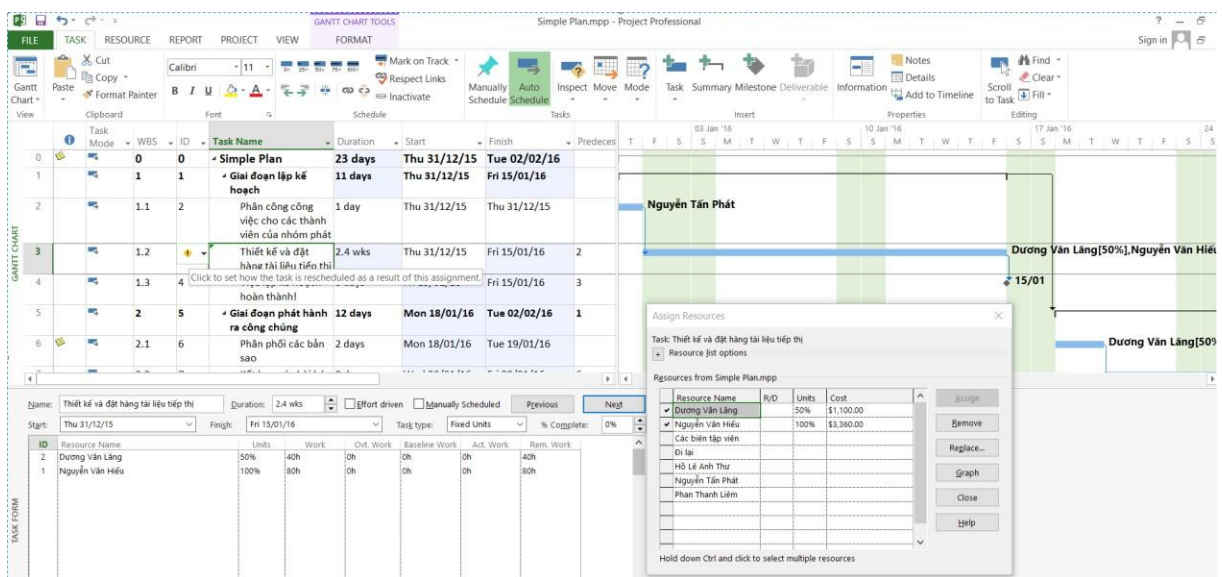 Simple Plan.mpp - Project Professional
GANTT CHART TOOLS
FILE TASK RESOURCE REPORT PROJECT VIEW FORMAT Sign in
Gantt Chart
View
Paste
Cut
Copy
Format Painter
Clipboard
Calibri 11
B I U A
Font
0% 25% 50% 75% 100%
Mark on Track
Respect Links
Inactivate
Schedule
Manually Schedule
Auto Schedule
Inspect Move Mode
Tasks
Task Summary Milestone Deliverable
Insert
Information
Notes
Details
Add to Timeline
Properties
Scroll to Task
Find
Clear
Fill
Editing
Task Mode WBS ID Task Name Duration Start Finish Predeces
03 Jan '16 10 Jan '16 17 Jan '16 24
T F S S M T W T F S S M T W T F S S M T W T F S S
0 0 0 Simple Plan 23 days Thu 31/12/15 Tue 02/02/16
1 1 1 Giai đoạn lập kế hoạch 11 days Thu 31/12/15 Fri 15/01/16
2 1.1 2 Phân công công việc cho các thành viên của nhóm phát 1 day Thu 31/12/15 Thu 31/12/15
Nguyễn Tấn Phát
3 1.2 Thiết kế và đặt hàng tài liệu tiếp thị 2.4 wks Thu 31/12/15 Fri 15/01/16 2
Dương Văn Lãng[50%],Nguyễn Văn Hiếu
Click to set how the task is rescheduled as a result of this assignment.
4 1.3 4 hoàn thành! Fri 15/01/16 3
15/01
5 2 5 Giai đoạn phát hành ra công chúng 12 days Mon 18/01/16 Tue 02/02/16 1
6 2.1 6 Phân phối các bản sao 2 days Mon 18/01/16 Tue 19/01/16
Dương Văn Lãng[50%
GANTT CHART
Name: Thiết kế và đặt hàng tài liệu tiếp thị Duration: 2.4 wks Effort driven Manually Scheduled Previous Next
Start: Thu 31/12/15 Finish: Fri 15/01/16 Task type: Fixed Units % Complete: 0%
ID Resource Name Units Work Ovt. Work Baseline Work Act. Work Rem. Work
2 Dương Văn Lãng 50% 40h 0h 0h 0h 40h
1 Nguyễn Văn Hiếu 100% 80h 0h 0h 0h 80h
TASK FORM
Assign Resources
Task: Thiết kế và đặt hàng tài liệu tiếp thị
Resource list options
Resources from Simple Plan.mpp
Resource Name R/D Units Cost
Dương Văn Lãng 50% $1,100.00
Nguyễn Văn Hiếu 100% $3,360.00
Các biên tập viên
Đi lại
Hồ Lê Anh Thư
Nguyễn Tấn Phát
Phan Thanh Liêm
Assign
Remove
Replace...
Graph
Close
Help
Hold down Ctrl and click to select multiple resources